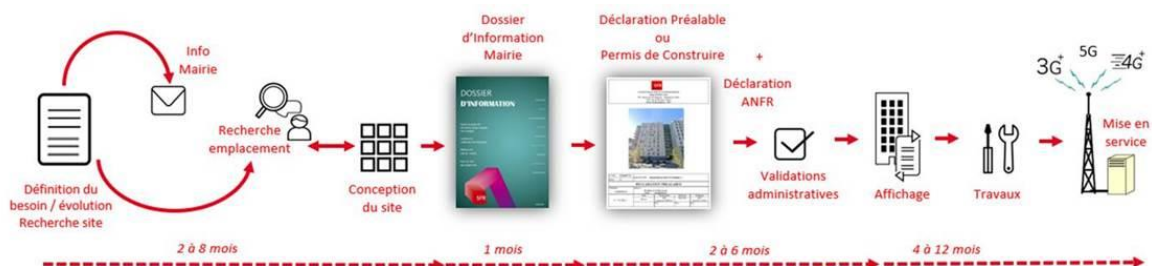 Info
Mairie
Définition du
besoin / évolution
Recherche site
Recherche
emplacement
Conception
du site
Dossier
d'Information
Mairie
DOSSIER
D'INFORMATION
Déclaration Préalable
ou
Permis de Construire
+
Déclaration
ANFR
Validations
administratives
Affichage
Travaux
3G+
5G
4G+
Mise en
service
2 à 8 mois
1 mois
2 à 6 mois
4 à 12 mois